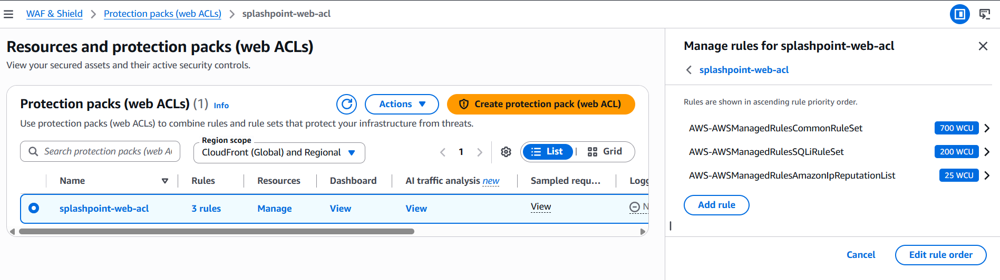 WAF & Shield > Protection packs (web ACLs) > splashpoint-web-acl
Resources and protection packs (web ACLs)
View your secured assets and their active security controls.
Protection packs (web ACLs) (1) Info
Actions
Create protection pack (web ACL)
Use protection packs (web ACLs) to combine rules and rule sets that protect your infrastructure from threats.
Search protection packs (web
Region scope
CloudFront (Global) and Regional
1
List
Grid
Name Rules Resources Dashboard AI traffic analysis new Sampled requ...
splashpoint-web-acl 3 rules Manage View View View
Manage rules for splashpoint-web-acl
splashpoint-web-acl
Rules are shown in ascending rule priority order.
AWS-AWSManagedRulesCommonRuleSet 700 WCU
AWS-AWSManagedRulesSQLiRuleSet 200 WCU
AWS-AWSManagedRulesAmazonIpReputationList 25 WCU
Add rule
Cancel
Edit rule order